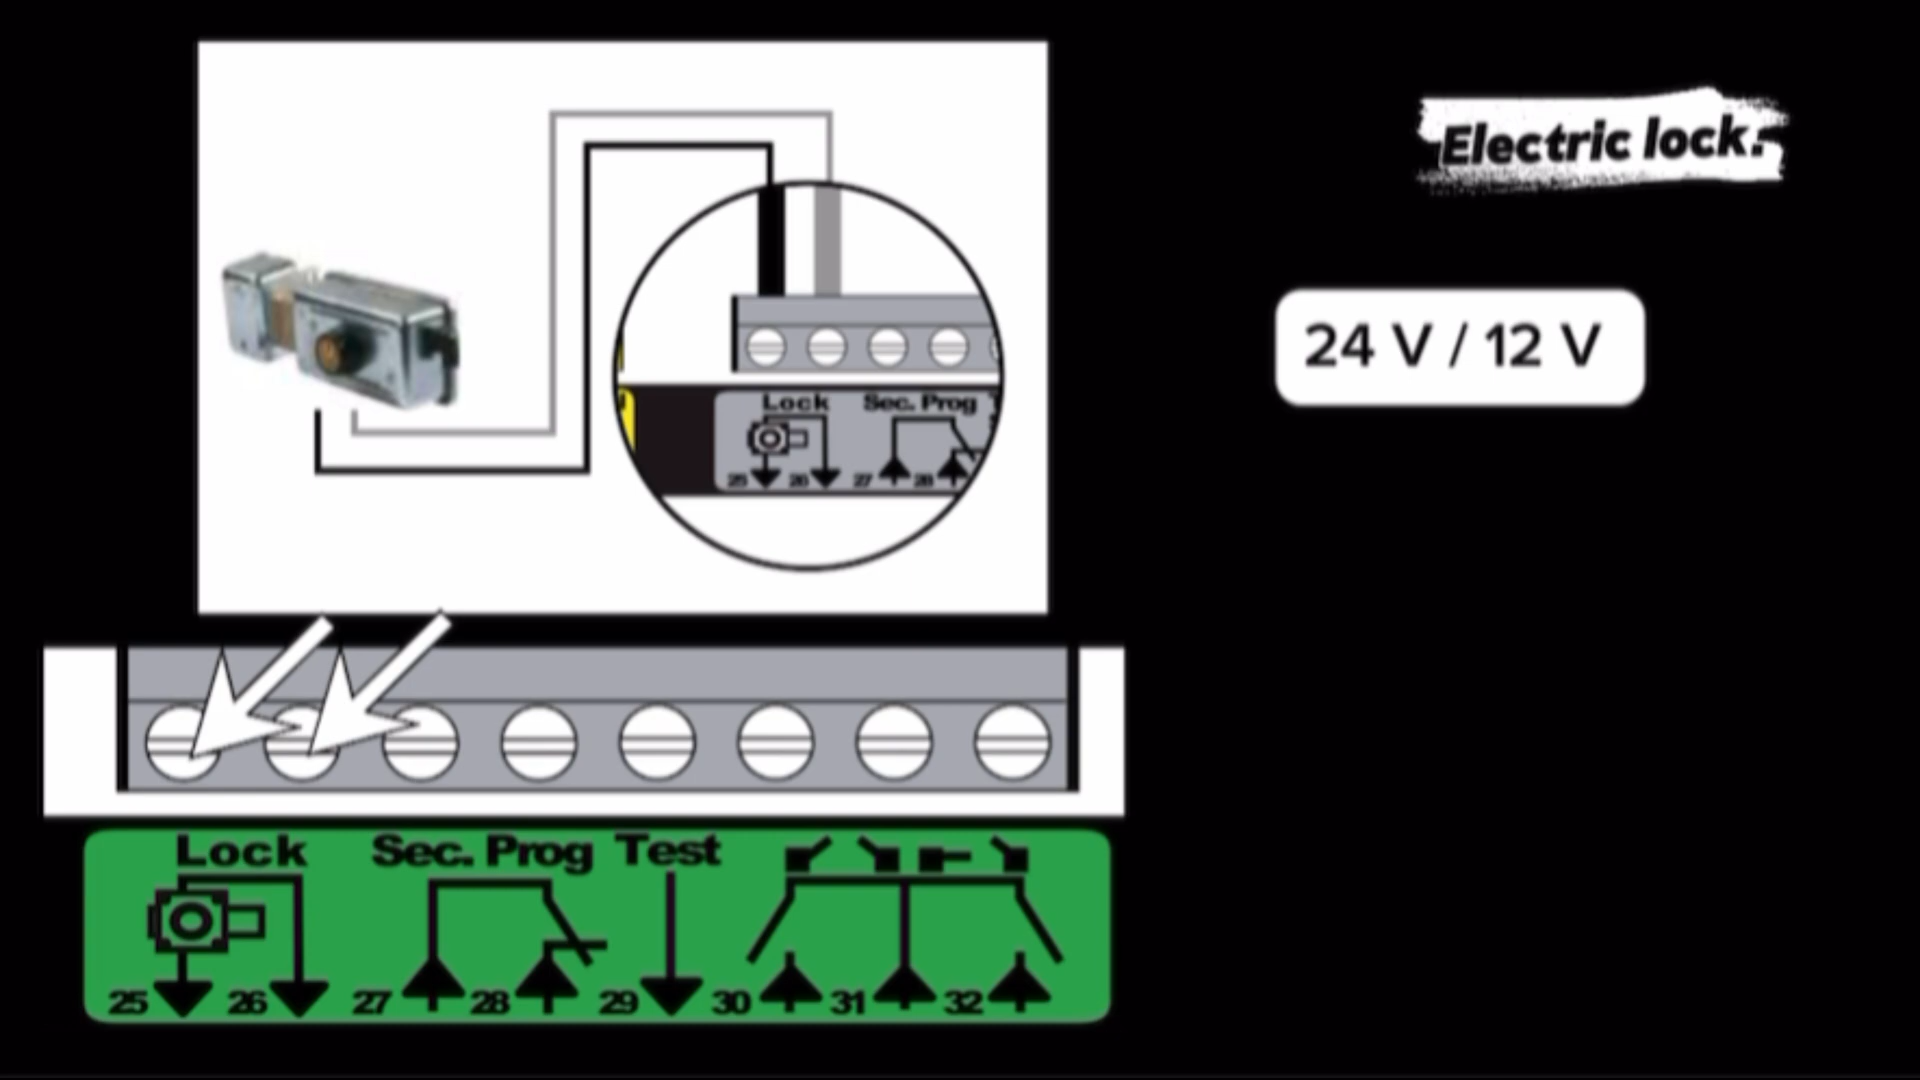 Electric lock.
24 V / 12 V
Lock Sec. Prog
25 26 27 28
Lock Sec. Prog Test
25 26 27 28 29 30 31 32